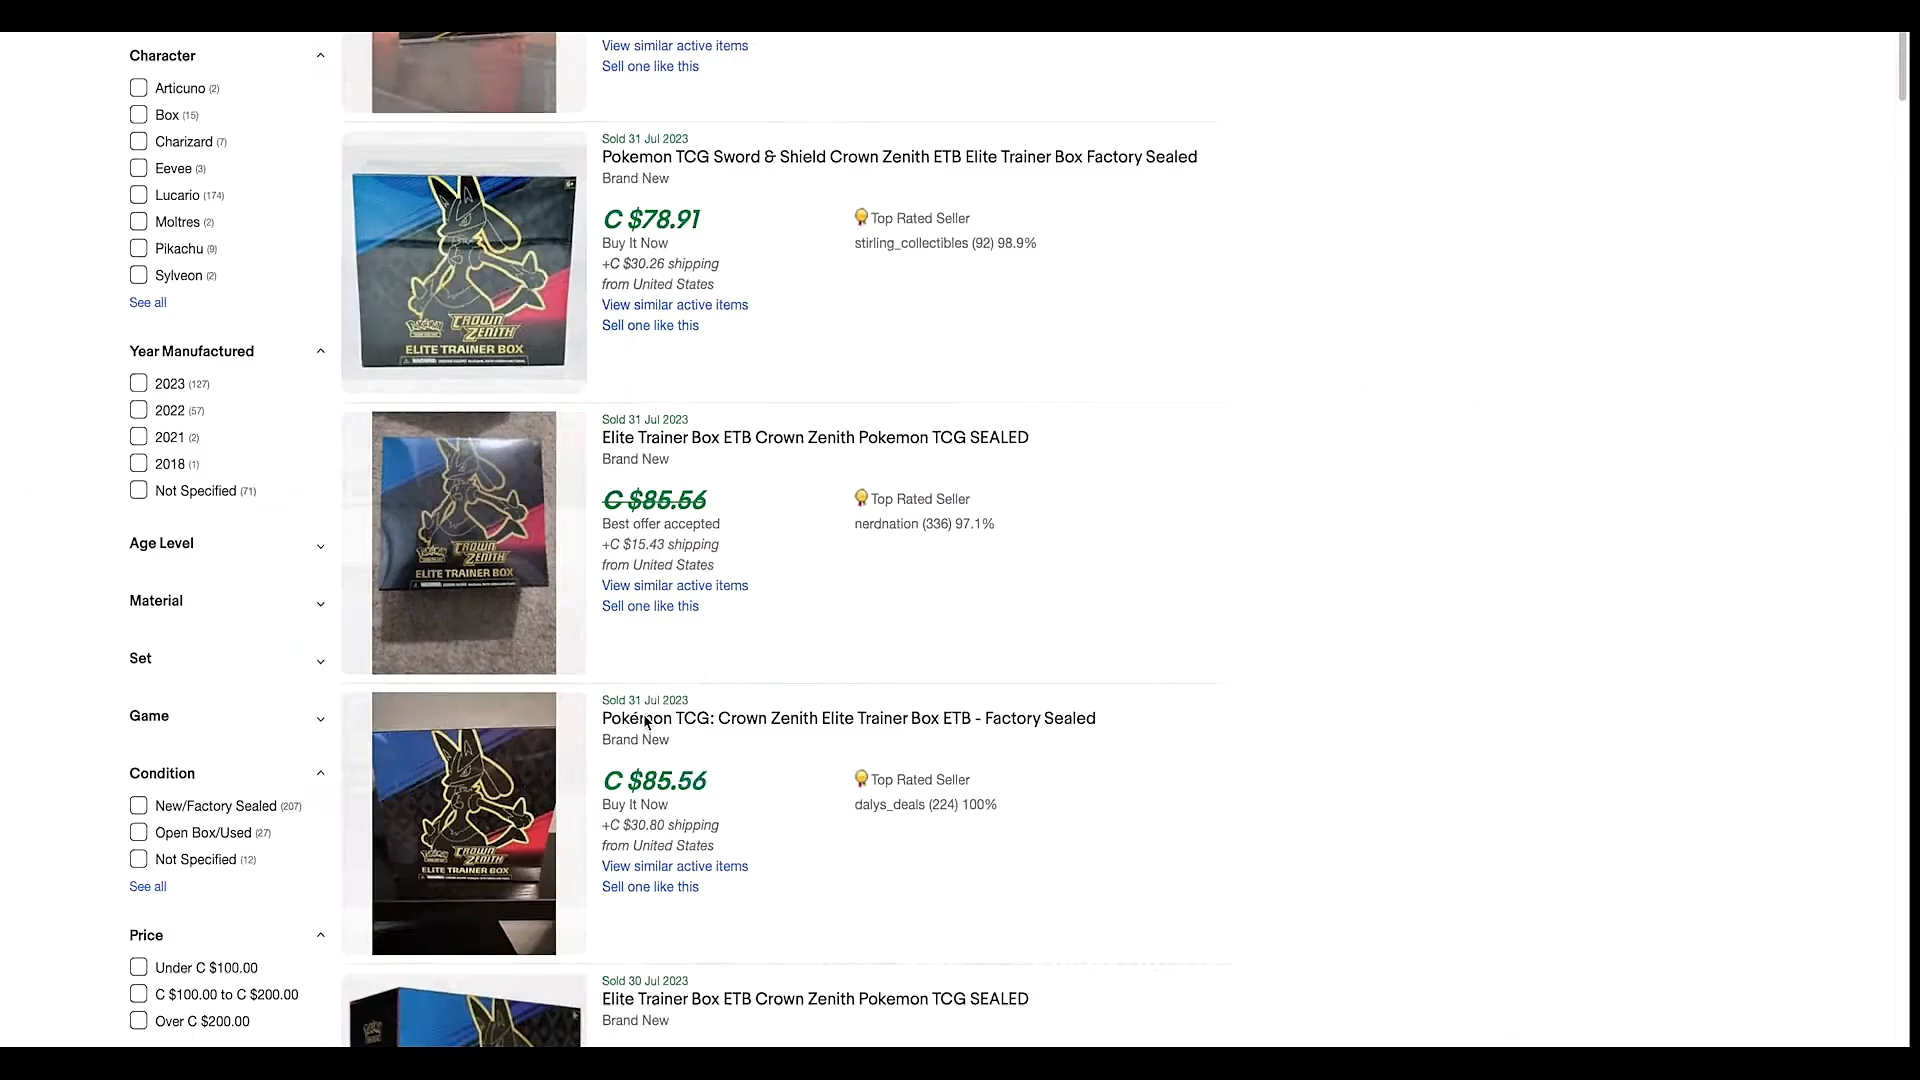 Character
Articuno (2)
Box (15)
Charizard (7)
Eevee (3)
Lucario (174)
Moltres (2)
Pikachu (9)
Sylveon (2)
See all
Year Manufactured
2023 (127)
2022 (57)
2021 (2)
2018 (1)
Not Specified (71)
Age Level
Material
Set
Game
Condition
New/Factory Sealed (207)
Open Box/Used (27)
Not Specified (12)
See all
Price
Under C $100.00
C $100.00 to C $200.00
Over C $200.00
View similar active items
Sell one like this
Sold 31 Jul 2023
Pokemon TCG Sword & Shield Crown Zenith ETB Elite Trainer Box Factory Sealed
Brand New
C $78.91
Buy It Now
+C $30.26 shipping
from United States
View similar active items
Sell one like this
Top Rated Seller
stirling_collectibles (92) 98.9%
CROWN
ZENITH
ELITE TRAINER BOX
Sold 31 Jul 2023
Elite Trainer Box ETB Crown Zenith Pokemon TCG SEALED
Brand New
C $85.56
Best offer accepted
+C $15.43 shipping
from United States
View similar active items
Sell one like this
Top Rated Seller
nerdnation (336) 97.1%
CROWN
ZENITH
ELITE TRAINER BOX
Sold 31 Jul 2023
Pokémon TCG: Crown Zenith Elite Trainer Box ETB - Factory Sealed
Brand New
C $85.56
Buy It Now
+C $30.80 shipping
from United States
View similar active items
Sell one like this
Top Rated Seller
dalys_deals (224) 100%
CROWN
ZENITH
ELITE TRAINER BOX
Sold 30 Jul 2023
Elite Trainer Box ETB Crown Zenith Pokemon TCG SEALED
Brand New